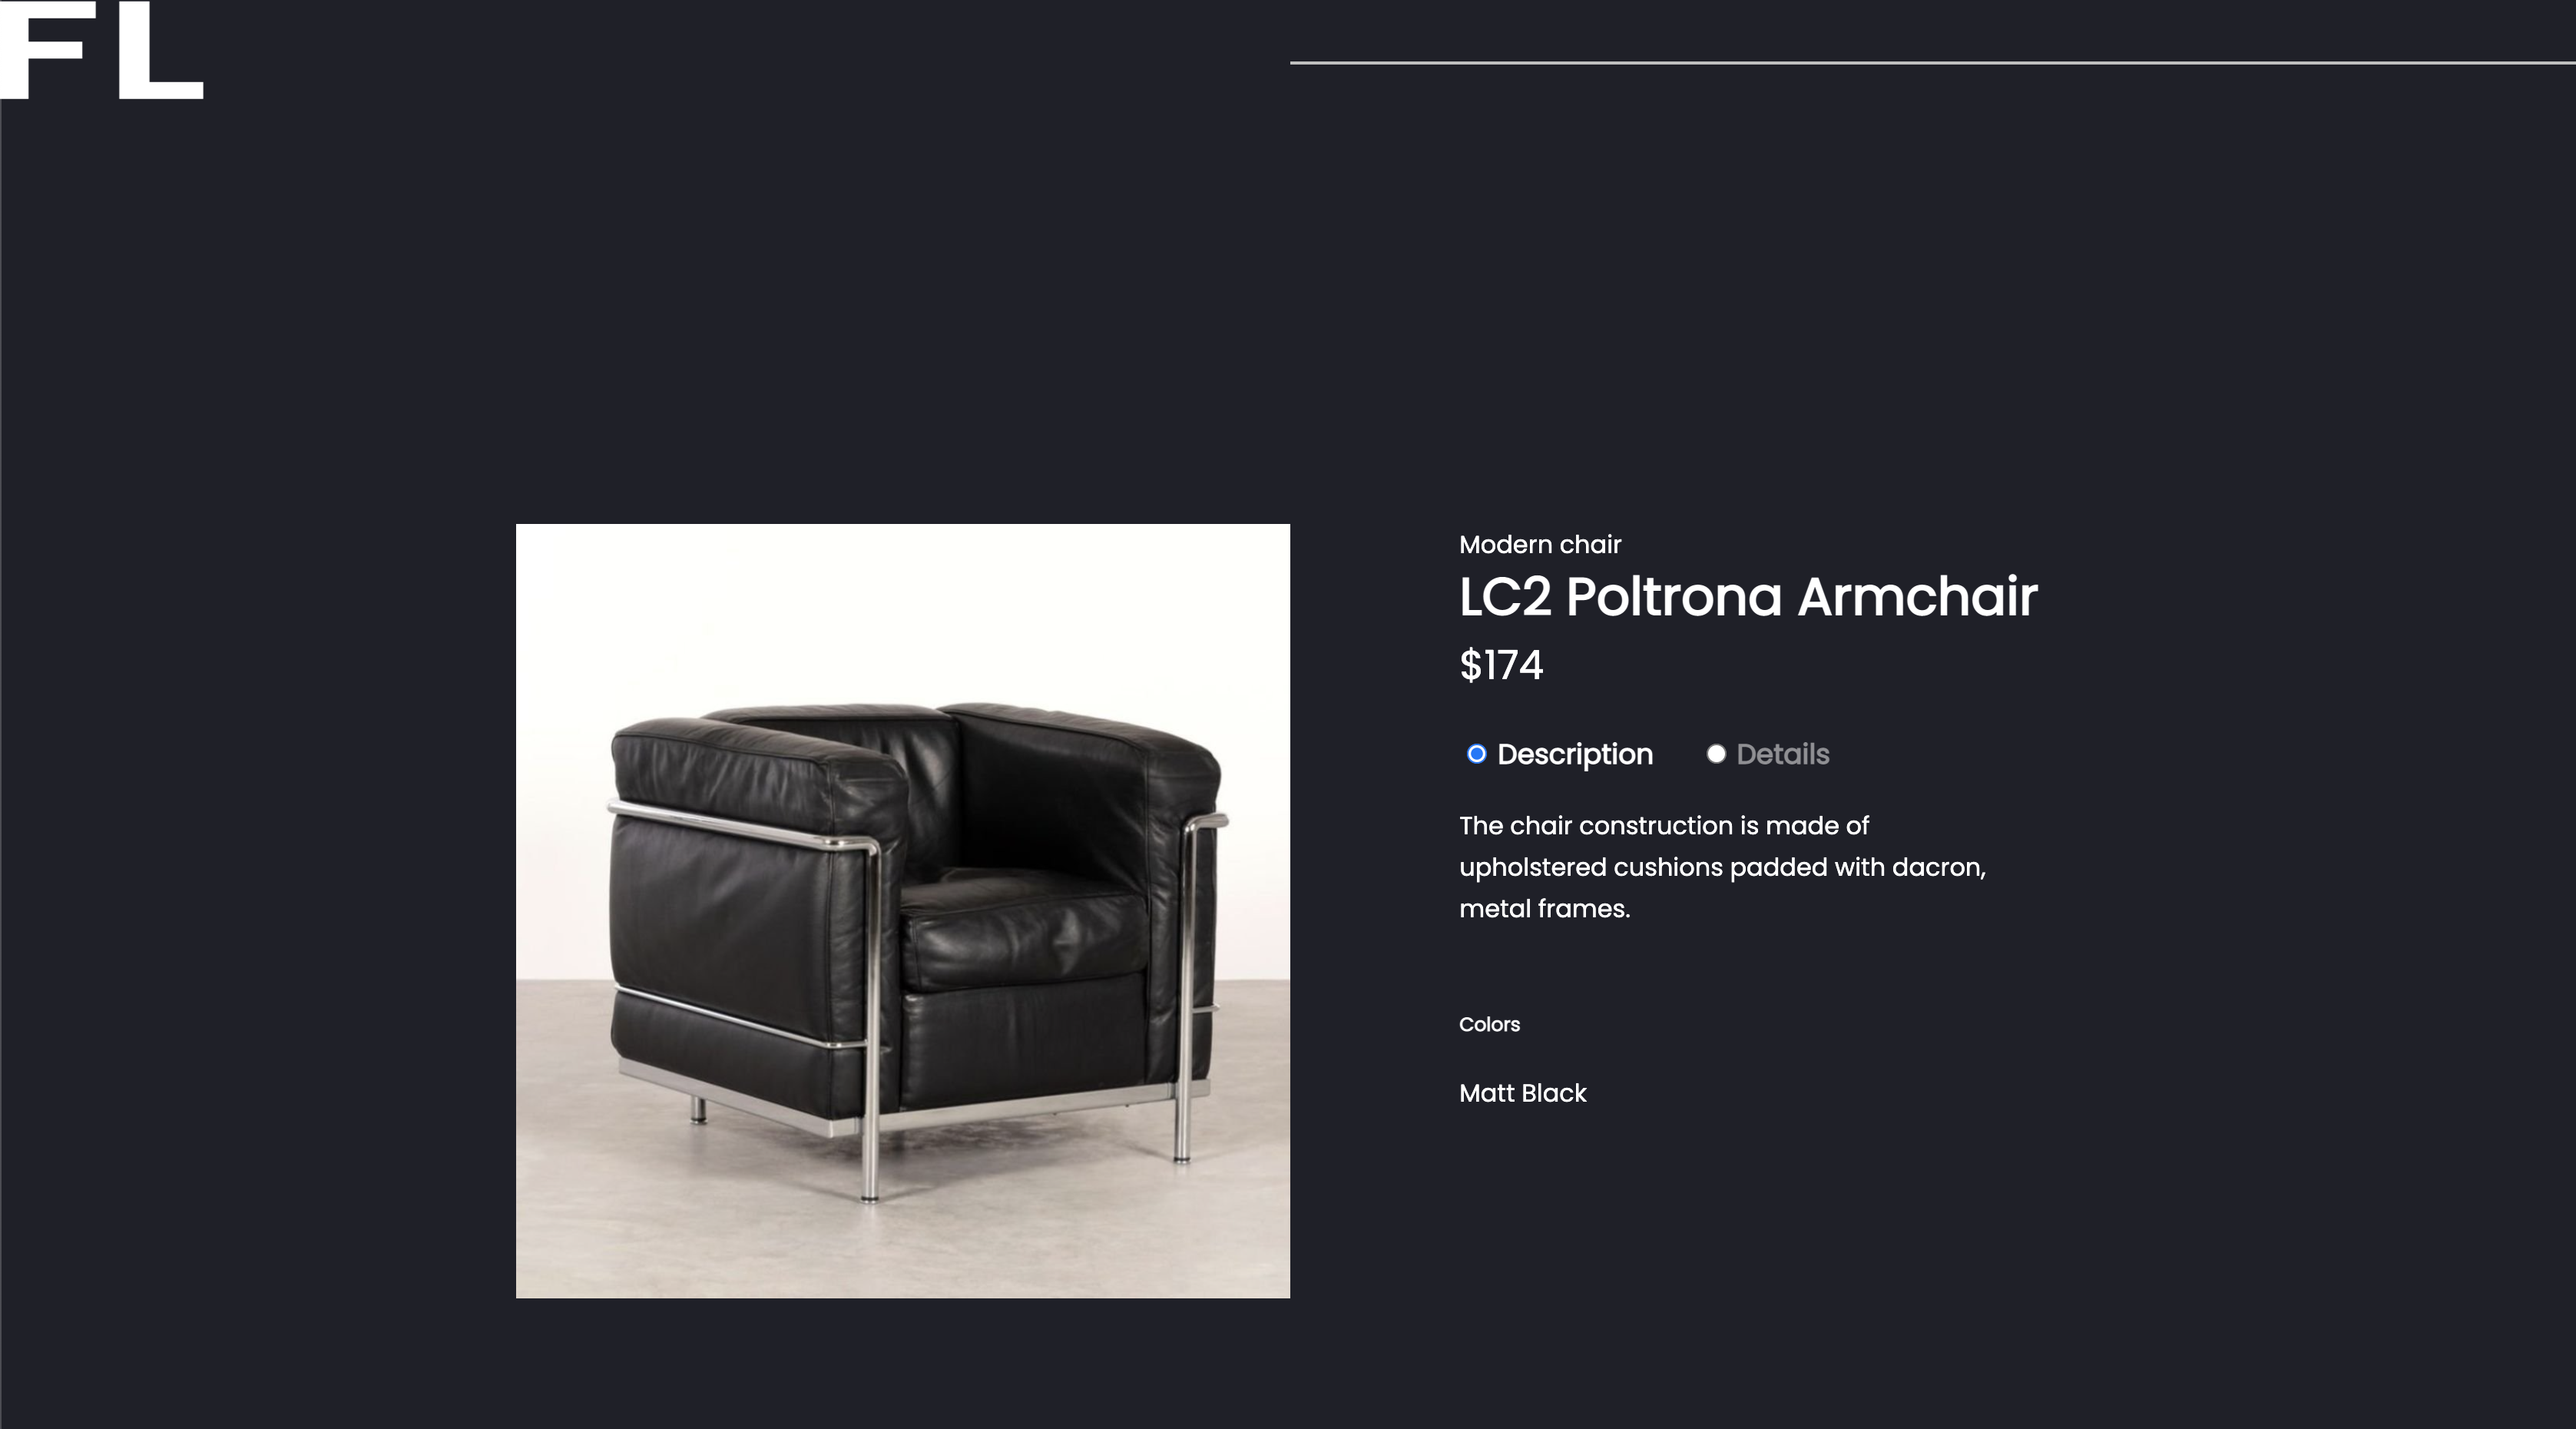 FL
Modern chair
LC2 Poltrona Armchair
$174
Description Details
The chair construction is made of
upholstered cushions padded with dacron,
metal frames.
Colors
Matt Black